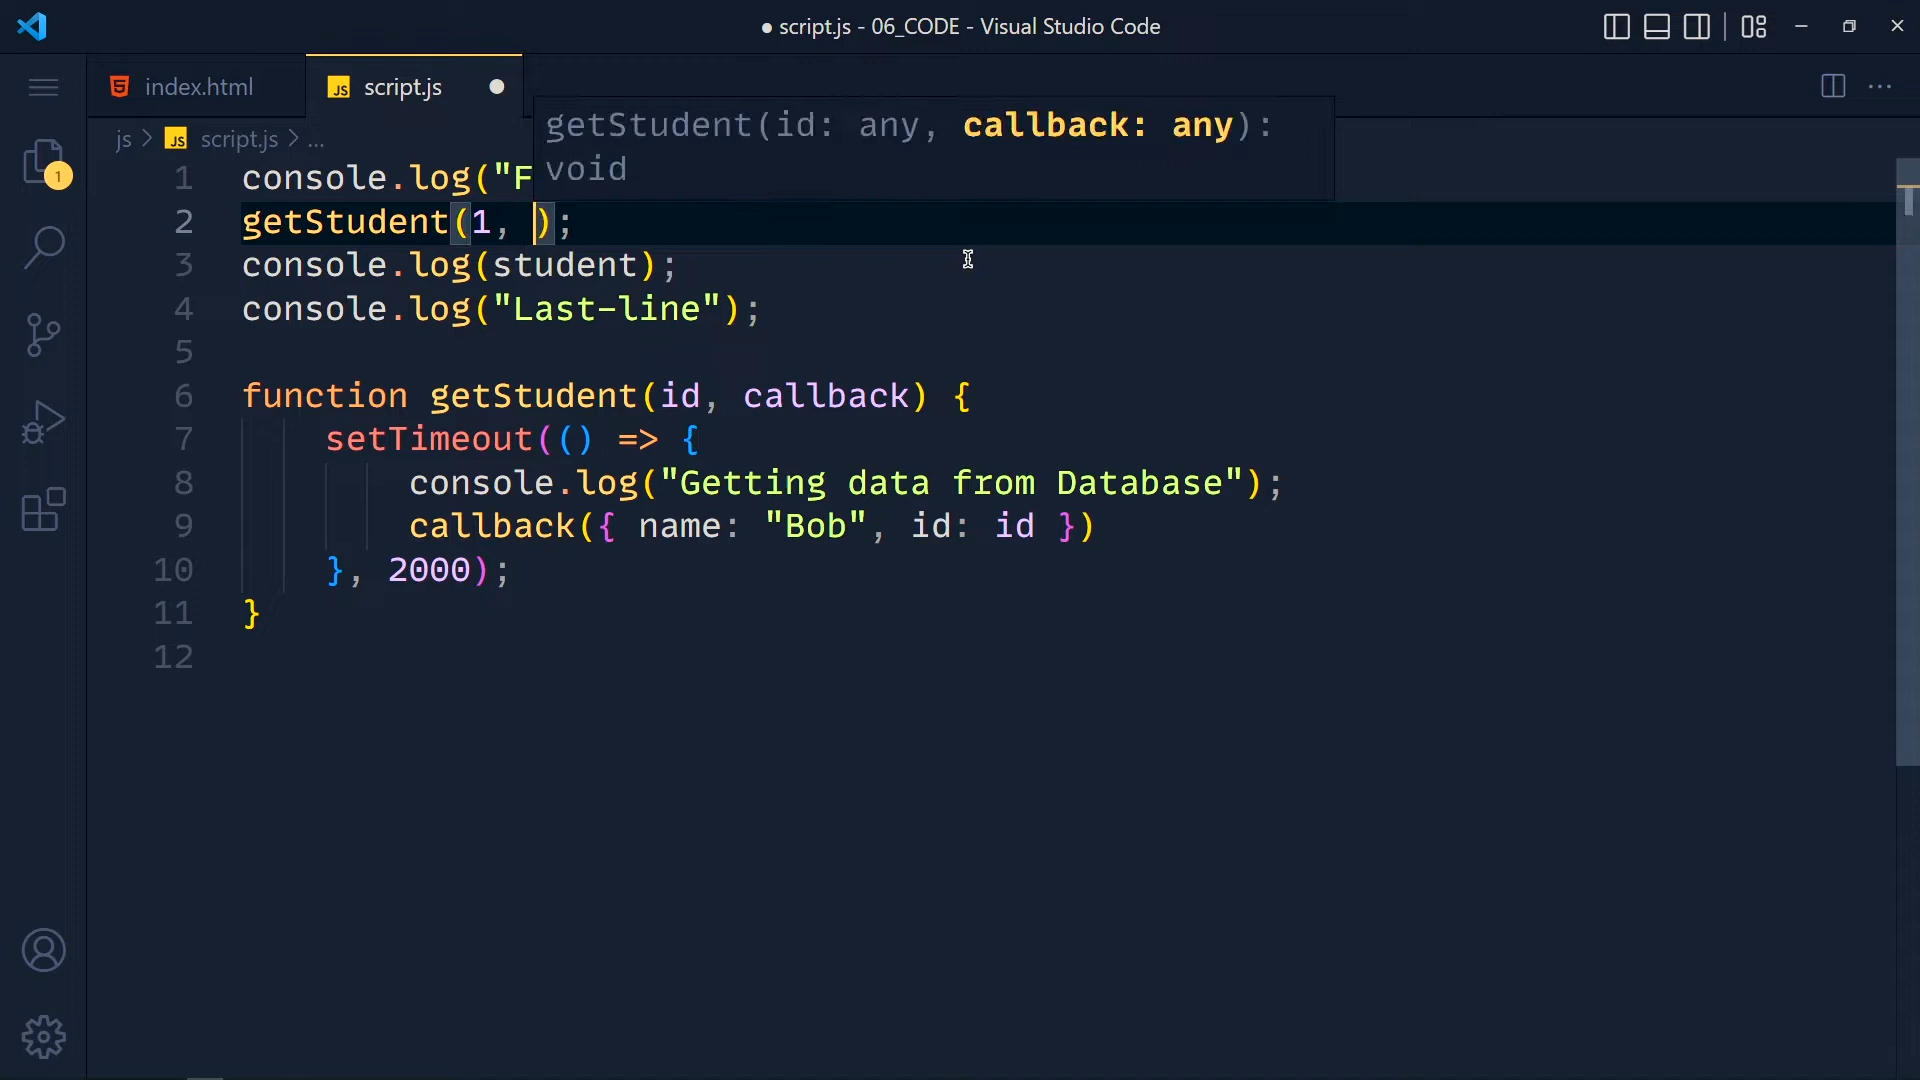 ● script.js - 06_CODE - Visual Studio Code
index.html
JS script.js
js > JS script.js > ...
getStudent(id: any, callback: any):
void
1 console.log("F
2 getStudent(1, );
3 console.log(student);
4 console.log("Last-line");
5
6 function getStudent(id, callback) {
7 setTimeout(() => {
8 console.log("Getting data from Database");
9 callback({ name: "Bob", id: id })
10 }, 2000);
11 }
12
1